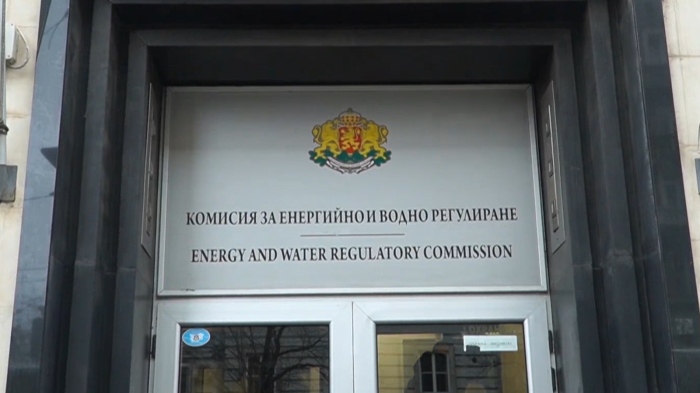 КОМИСИЯ ЗА ЕНЕРГИЙНО И ВОДНО РЕГУЛИРАНЕ
ENERGY AND WATER REGULATORY COMMISSION